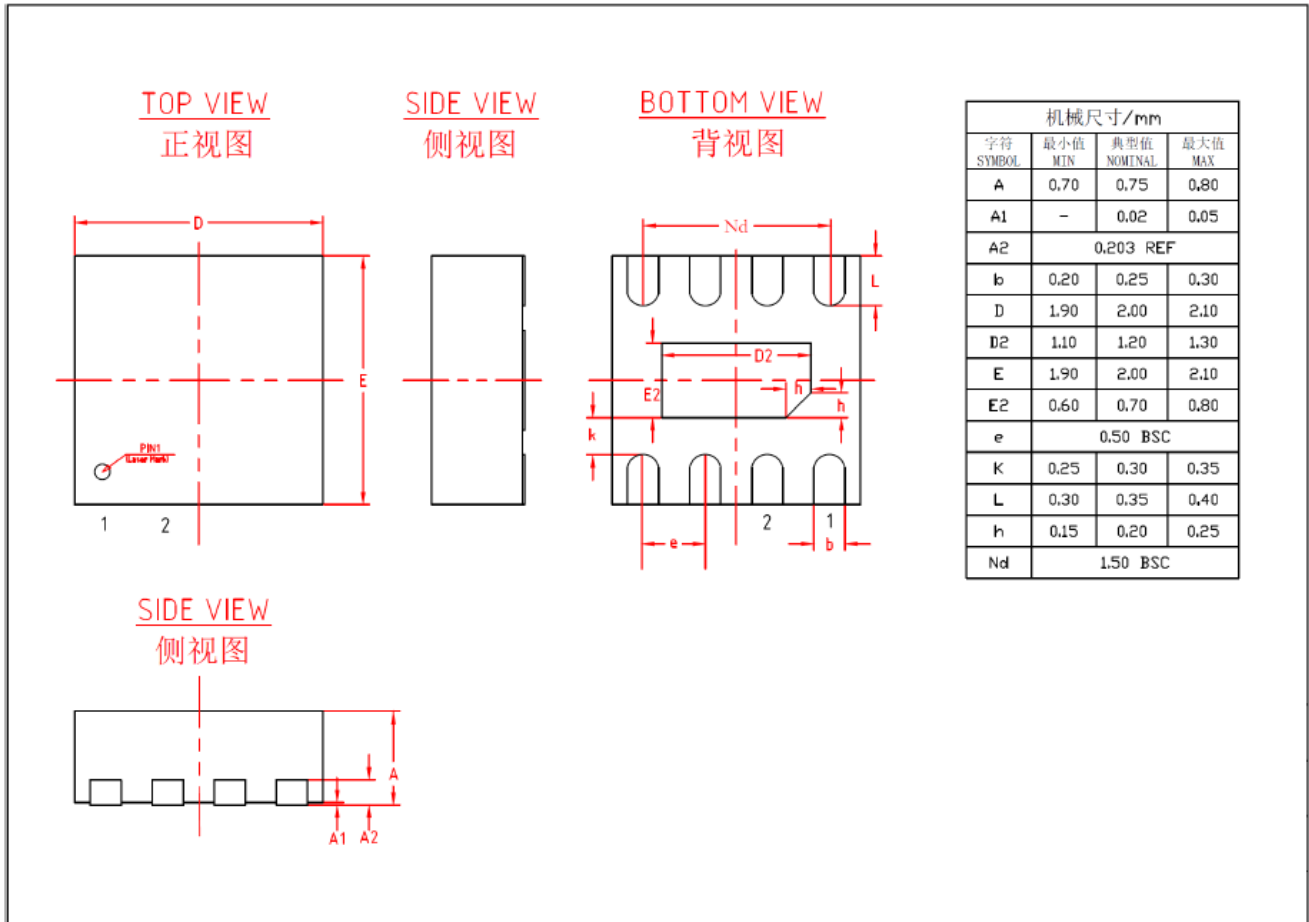 TOP VIEW
正视图
SIDE VIEW
侧视图
BOTTOM VIEW
背视图
D
E
PIN1
(Laser Mark)
1 2
Nd
L
D2
E2
h
h
k
2 1
e
b
SIDE VIEW
侧视图
A
A1 A2
机械尺寸/mm
字符 最小值 典型值 最大值
SYMBOL MIN NOMINAL MAX
A 0.70 0.75 0.80
A1 - 0.02 0.05
A2 0.203 REF
b 0.20 0.25 0.30
D 1.90 2.00 2.10
D2 1.10 1.20 1.30
E 1.90 2.00 2.10
E2 0.60 0.70 0.80
e 0.50 BSC
K 0.25 0.30 0.35
L 0.30 0.35 0.40
h 0.15 0.20 0.25
Nd 1.50 BSC